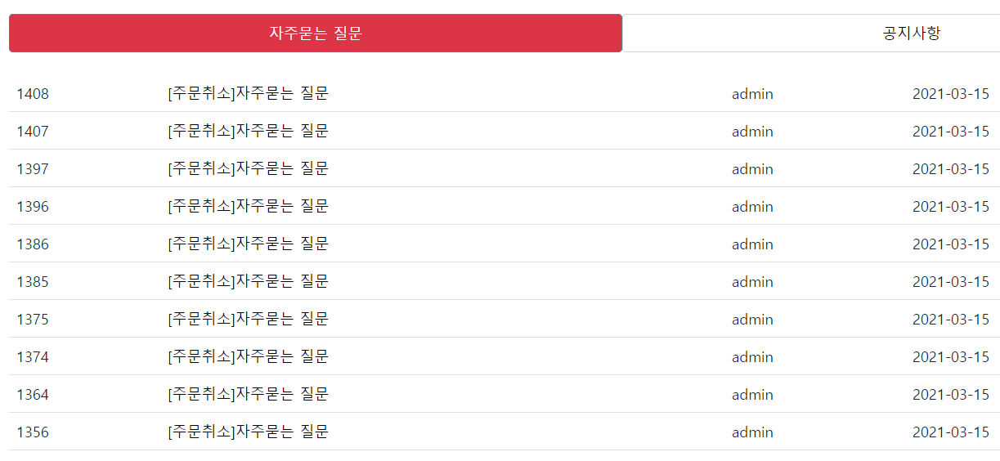 자주묻는 질문 공지사항
1408 [주문취소]자주묻는 질문 admin 2021-03-15
1407 [주문취소]자주묻는 질문 admin 2021-03-15
1397 [주문취소]자주묻는 질문 admin 2021-03-15
1396 [주문취소]자주묻는 질문 admin 2021-03-15
1386 [주문취소]자주묻는 질문 admin 2021-03-15
1385 [주문취소]자주묻는 질문 admin 2021-03-15
1375 [주문취소]자주묻는 질문 admin 2021-03-15
1374 [주문취소]자주묻는 질문 admin 2021-03-15
1364 [주문취소]자주묻는 질문 admin 2021-03-15
1356 [주문취소]자주묻는 질문 admin 2021-03-15